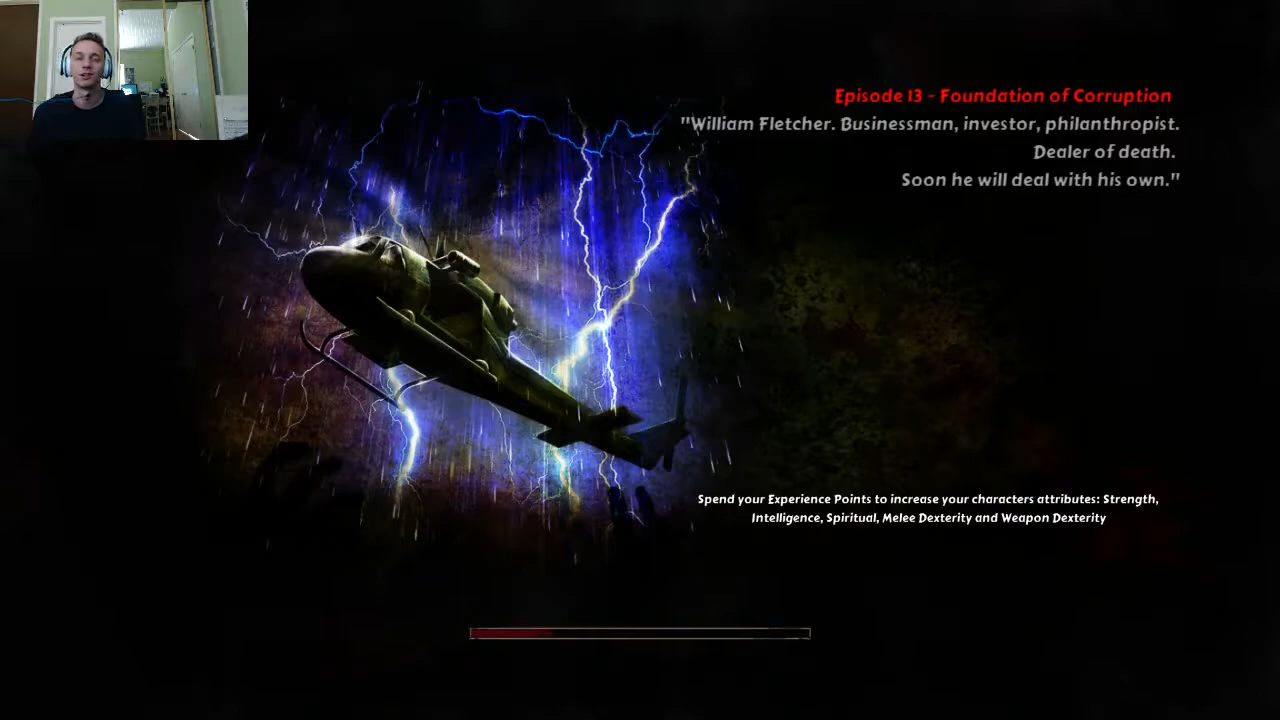 Episode 13 - Foundation of Corruption
"William Fletcher. Businessman, investor, philanthropist.
Dealer of death.
Soon he will deal with his own."
Spend your Experience Points to increase your characters attributes: Strength,
Intelligence, Spiritual, Melee Dexterity and Weapon Dexterity